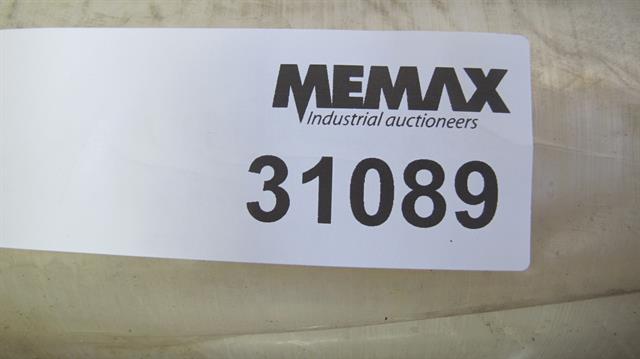 MEMAX
Industrial auctioneers
31089